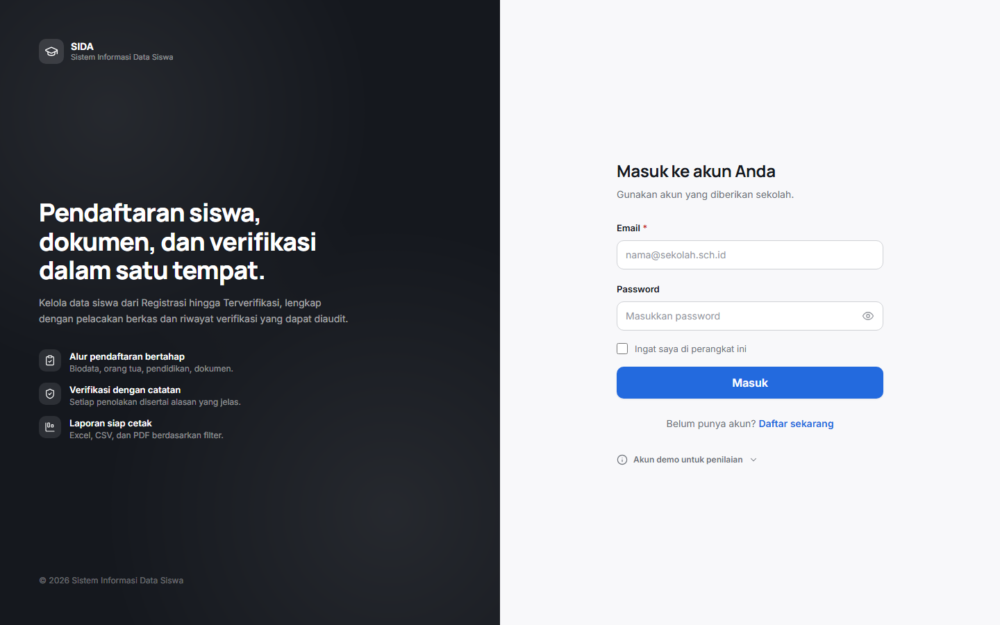 SIDA
Sistem Informasi Data Siswa
Pendaftaran siswa,
dokumen, dan verifikasi
dalam satu tempat.
Kelola data siswa dari Registrasi hingga Terverifikasi, lengkap
dengan pelacakan berkas dan riwayat verifikasi yang dapat diaudit.
Alur pendaftaran bertahap
Biodata, orang tua, pendidikan, dokumen.
Verifikasi dengan catatan
Setiap penolakan disertai alasan yang jelas.
Laporan siap cetak
Excel, CSV, dan PDF berdasarkan filter.
© 2026 Sistem Informasi Data Siswa
Masuk ke akun Anda
Gunakan akun yang diberikan sekolah.
Email *
nama@sekolah.sch.id
Password
Masukkan password
Ingat saya di perangkat ini
Masuk
Belum punya akun? Daftar sekarang
Akun demo untuk penilaian